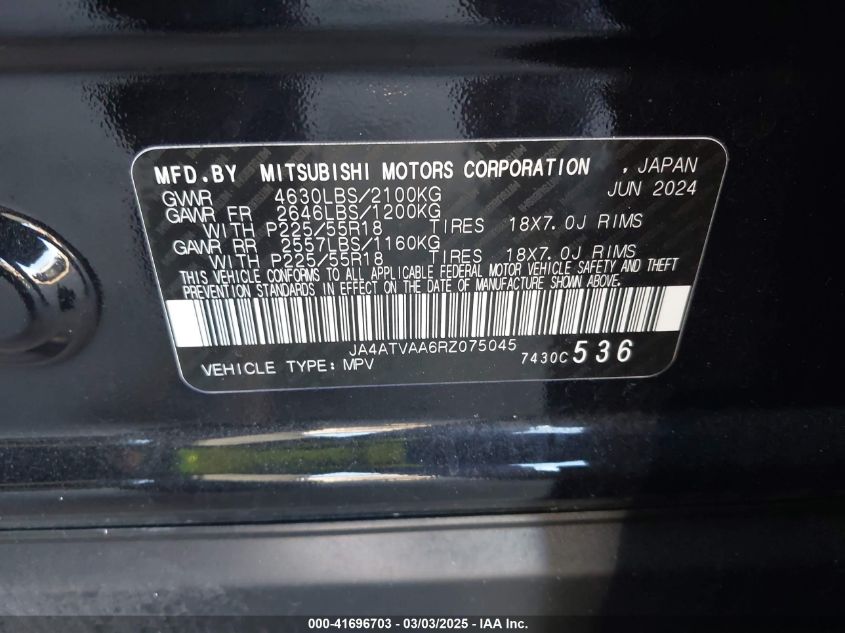 MFD.BY MITSUBISHI MOTORS CORPORATION , JAPAN
GVWR 4630LBS/2100KG JUN 2024
GAWR FR 2646LBS/1200KG
WITH P225/55R18 TIRES 18X7.0J RIMS
GAWR RR 2557LBS/1160KG
WITH P225/55R18 TIRES 18X7.0J RIMS
THIS VEHICLE CONFORMS TO ALL APPLICABLE FEDERAL MOTOR VEHICLE SAFETY AND THEFT
PREVENTION STANDARDS IN EFFECT ON THE DATE OF MANUFACTURE SHOWN ABOVE.
JA4ATVAA6RZ075045
VEHICLE TYPE: MPV 7430C 536
000-41696703 - 03/03/2025 - IAA Inc.